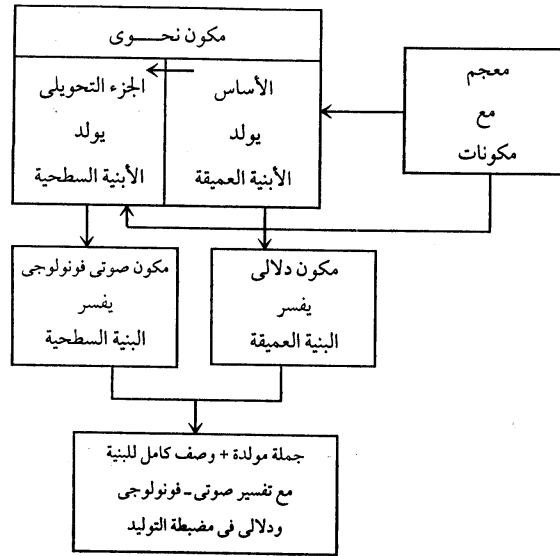 مكون نحـــوى
معجم
مع
مكونات
الأساس
يولد
الأبنية العميقة
الجزء التحويلى
يولد
الأبنية السطحية
مكون دلالى
يفسر
البنية العميقة
مكون صوتى فونولوجى
يفسر
البنية السطحية
جملة مولدة + وصف كامل للبنية
مع تفسير صوتى - فونولوجى
ودلالى فى مضبطة التوليد